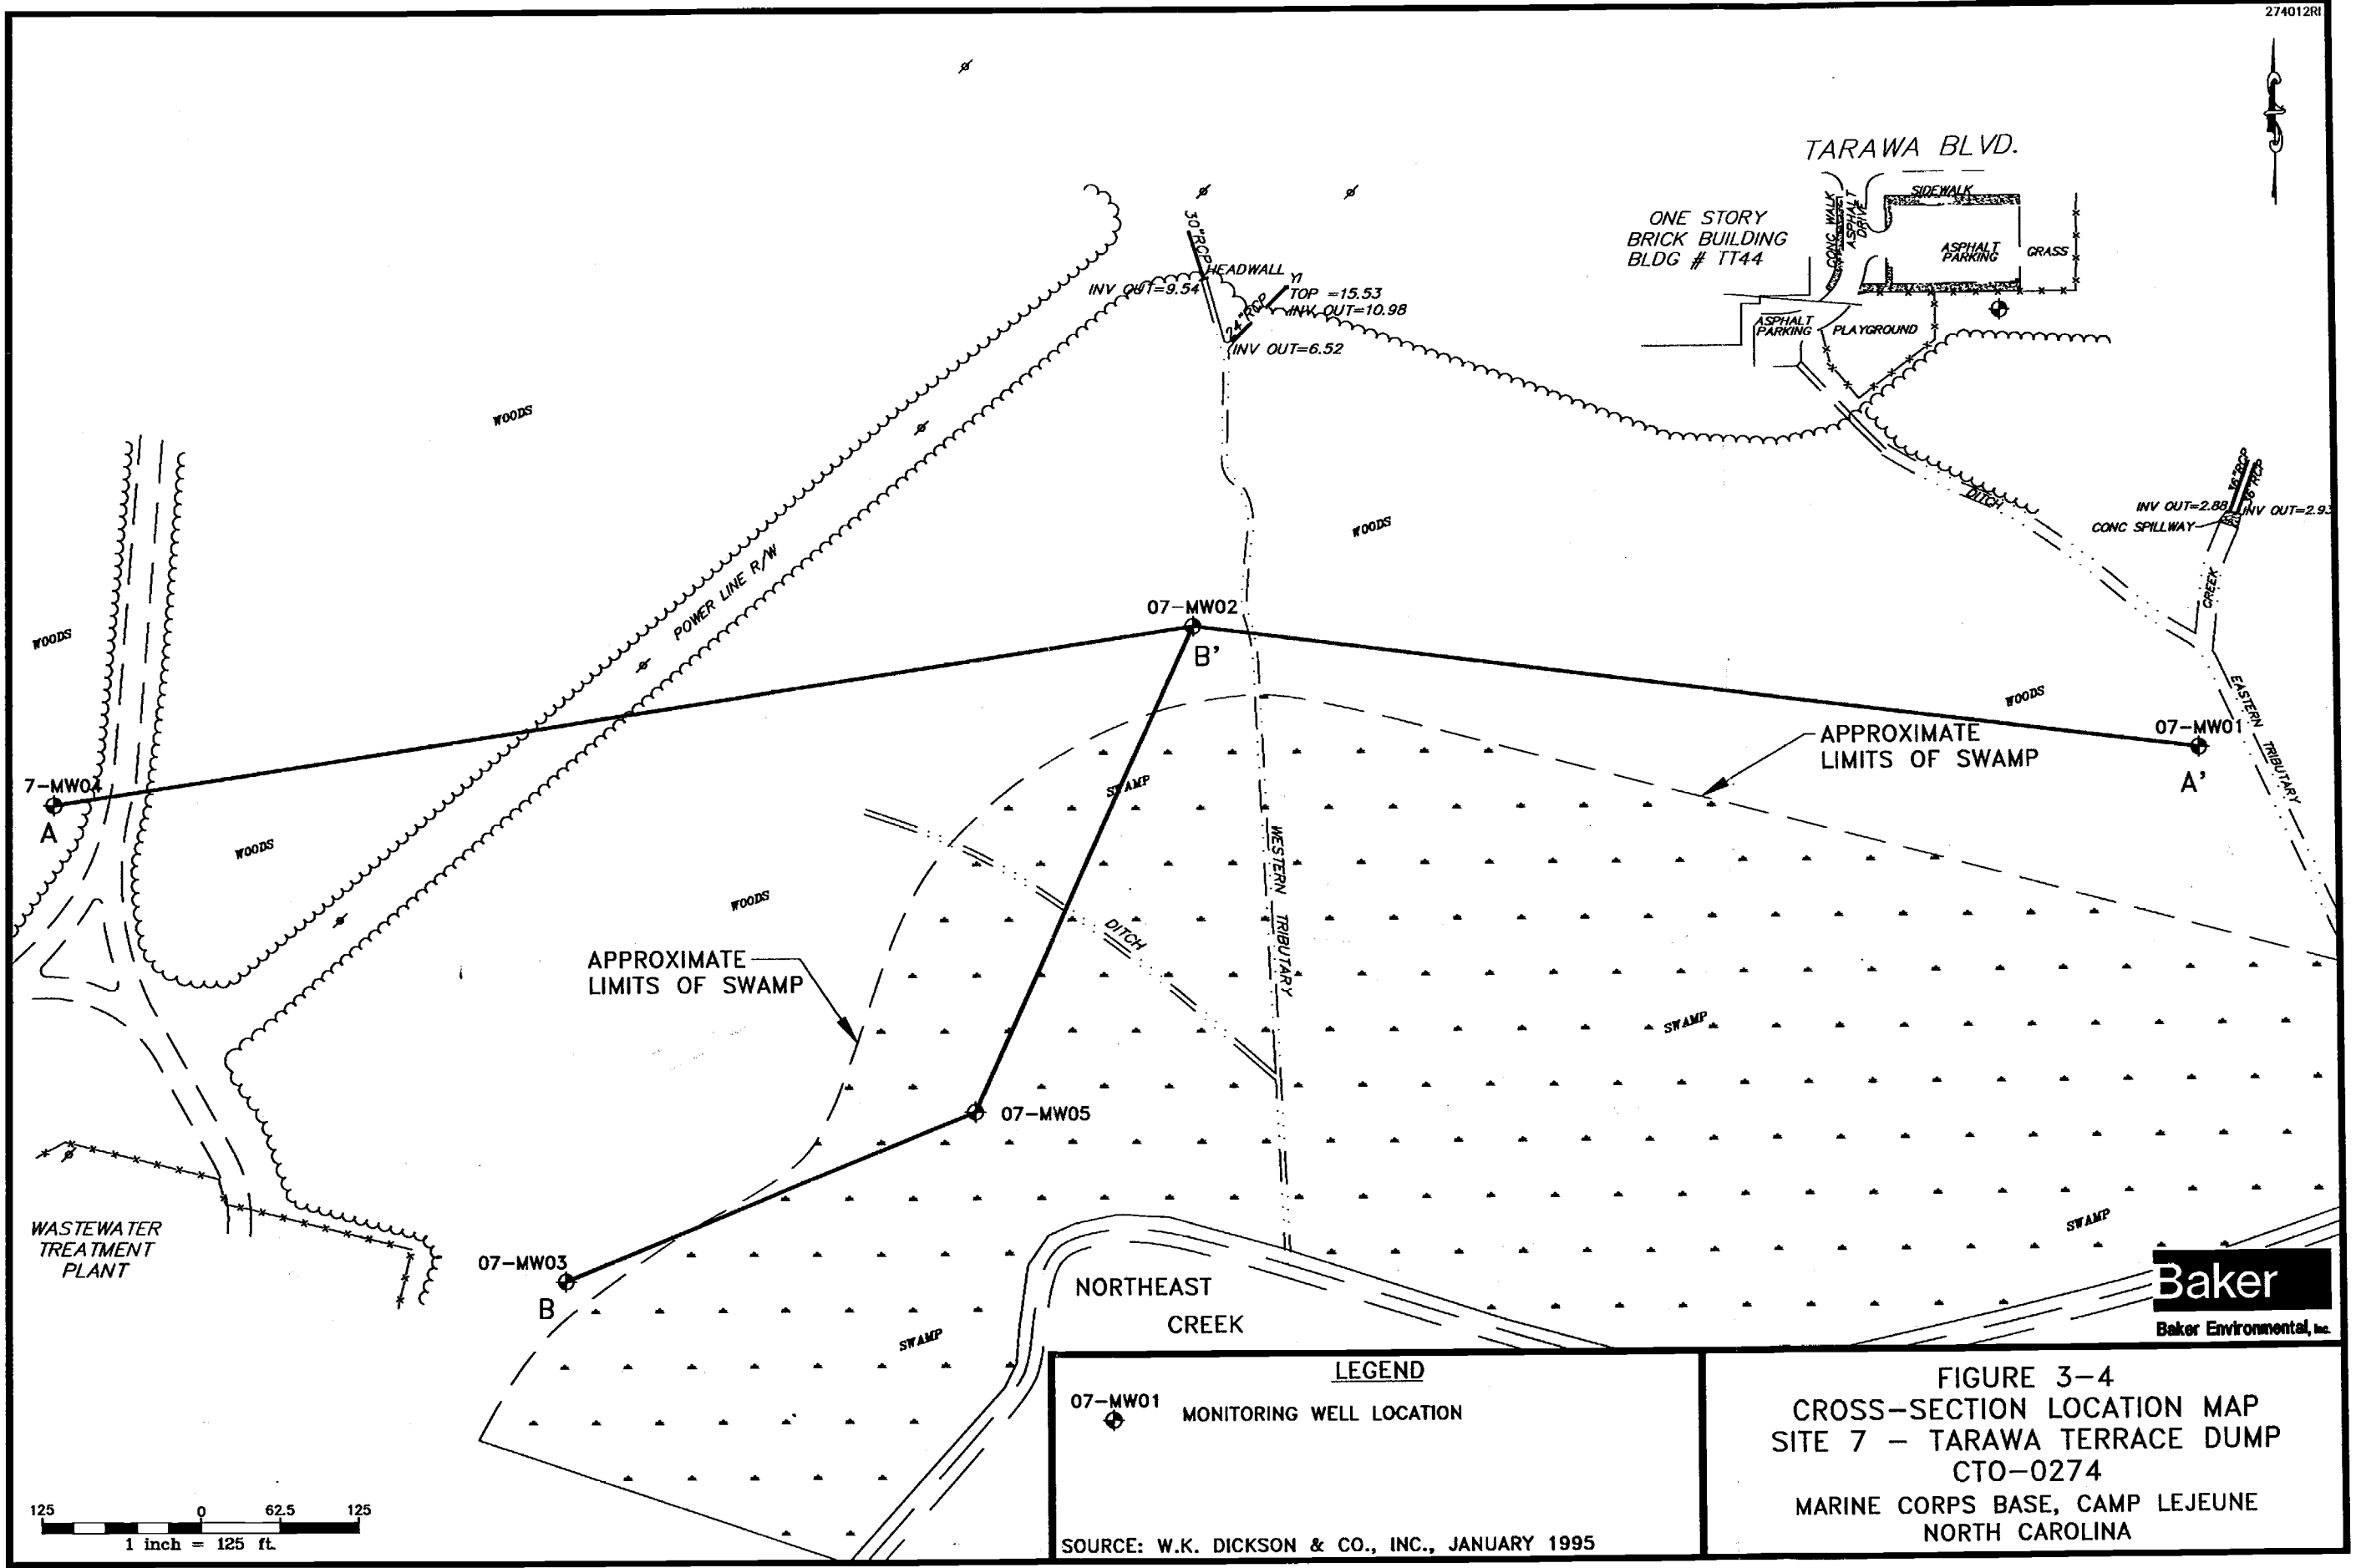 274012RI
TARAWA BLVD.
SIDEWALK
CONC WALK
ASPHALT
DRIVE
ONE STORY
BRICK BUILDING
BLDG # TT44
ASPHALT
PARKING
GRASS
30"RCP
HEADWALL
INV OUT=9.54
YI
TOP =15.53
INV OUT=10.98
24"RCP
INV OUT=6.52
ASPHALT
PARKING
PLAYGROUND
WOODS
36"RCP
36"RCP
INV OUT=2.88
INV OUT=2.93
CONC SPILLWAY
DITCH
WOODS
POWER LINE R/W
CREEK
07-MW02
B'
WOODS
WOODS
EASTERN TRIBUTARY
07-MW01
A'
APPROXIMATE
LIMITS OF SWAMP
7-MW04
A
SWAMP
WOODS
WESTERN TRIBUTARY
WOODS
DITCH
APPROXIMATE
LIMITS OF SWAMP
SWAMP
07-MW05
WASTEWATER
TREATMENT
PLANT
SWAMP
07-MW03
B
NORTHEAST
CREEK
SWAMP
Baker
Baker Environmental, Inc.
LEGEND
07-MW01
MONITORING WELL LOCATION
SOURCE: W.K. DICKSON & CO., INC., JANUARY 1995
FIGURE 3-4
CROSS-SECTION LOCATION MAP
SITE 7 - TARAWA TERRACE DUMP
CTO-0274
MARINE CORPS BASE, CAMP LEJEUNE
NORTH CAROLINA
125 0 62.5 125
1 inch = 125 ft.